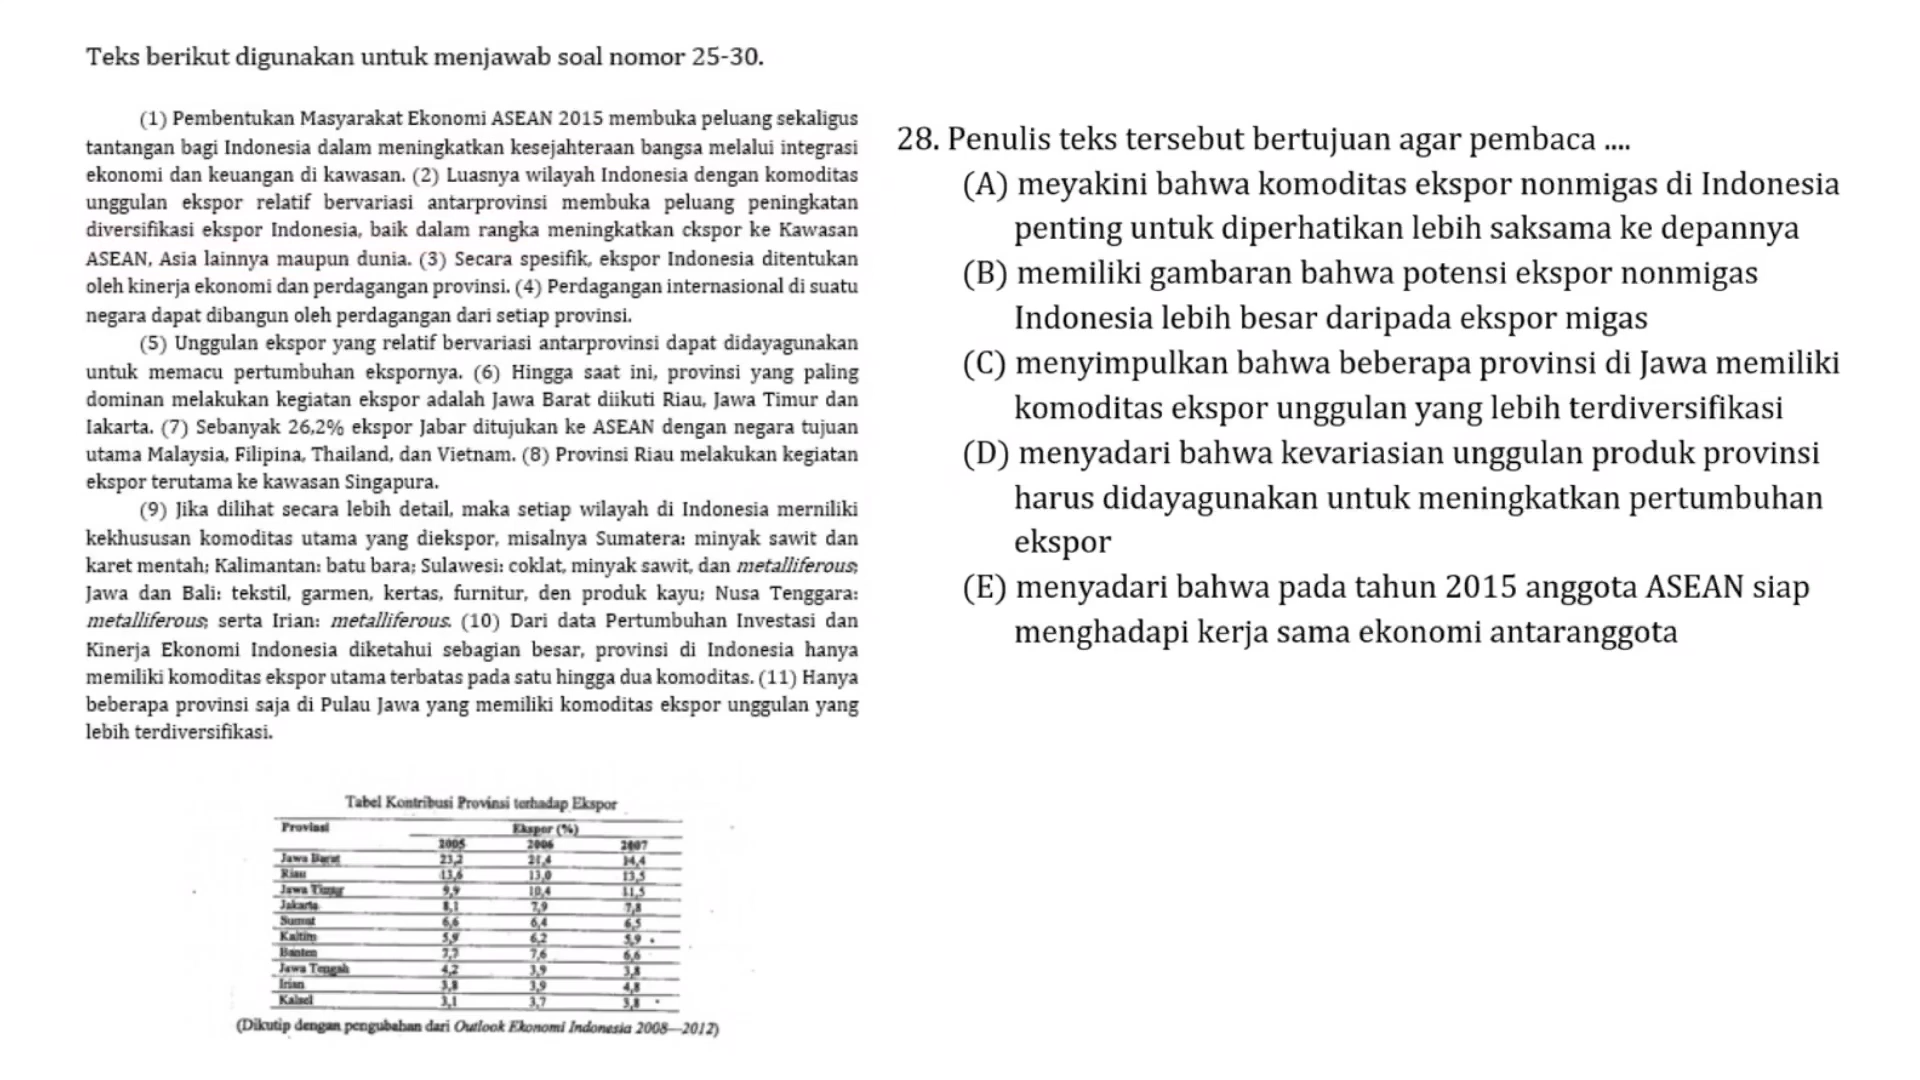 Teks berikut digunakan untuk menjawab soal nomor 25-30.
(1) Pembentukan Masyarakat Ekonomi ASEAN 2015 membuka peluang sekaligus
tantangan bagi Indonesia dalam meningkatkan kesejahteraan bangsa melalui integrasi
ekonomi dan keuangan di kawasan. (2) Luasnya wilayah Indonesia dengan komoditas
unggulan ekspor relatif bervariasi antarprovinsi membuka peluang peningkatan
diversifikasi ekspor Indonesia, baik dalam rangka meningkatkan ckspor ke Kawasan
ASEAN, Asia lainnya maupun dunia. (3) Secara spesifik, ekspor Indonesia ditentukan
oleh kinerja ekonomi dan perdagangan provinsi. (4) Perdagangan internasional di suatu
negara dapat dibangun oleh perdagangan dari setiap provinsi.
(5) Unggulan ekspor yang relatif bervariasi antarprovinsi dapat didayagunakan
untuk memacu pertumbuhan ekspornya. (6) Hingga saat ini, provinsi yang paling
dominan melakukan kegiatan ekspor adalah Jawa Barat diikuti Riau, Jawa Timur dan
Iakarta. (7) Sebanyak 26,2% ekspor Jabar ditujukan ke ASEAN dengan negara tujuan
utama Malaysia, Filipina, Thailand, dan Vietnam. (8) Provinsi Riau melakukan kegiatan
ekspor terutama ke kawasan Singapura.
(9) Jika dilihat secara lebih detail, maka setiap wilayah di Indonesia merniliki
kekhususan komoditas utama yang diekspor, misalnya Sumatera: minyak sawit dan
karet mentah; Kalimantan: batu bara; Sulawesi: coklat, minyak sawit, dan metalliferous;
Jawa dan Bali: tekstil, garmen, kertas, furnitur, den produk kayu; Nusa Tenggara:
metalliferous; serta Irian: metalliferous. (10) Dari data Pertumbuhan Investasi dan
Kinerja Ekonomi Indonesia diketahui sebagian besar, provinsi di Indonesia hanya
memiliki komoditas ekspor utama terbatas pada satu hingga dua komoditas. (11) Hanya
beberapa provinsi saja di Pulau Jawa yang memiliki komoditas ekspor unggulan yang
lebih terdiversifikasi.
Tabel Kontribusi Provinsi terhadap Ekspor
Provinsi Ekspor (%)
2005 2006 2007
Jawa Barat 23,2 21,4 14,4
Riau 13,6 13,0 13,5
Jawa Timur 9,9 10,4 11,5
Jakarta 8,1 7,9 7,8
Sumut 6,6 6,4 6,5
Kaltim 5,9 6,2 5,9
Banten 7,7 7,6 6,6
Jawa Tengah 4,2 3,9 3,8
Irian 3,8 3,9 4,8
Kalsel 3,1 3,7 3,8
(Dikutip dengan pengubahan dari Outlook Ekonomi Indonesia 2008—2012)
28. Penulis teks tersebut bertujuan agar pembaca ....
(A) meyakini bahwa komoditas ekspor nonmigas di Indonesia
penting untuk diperhatikan lebih saksama ke depannya
(B) memiliki gambaran bahwa potensi ekspor nonmigas
Indonesia lebih besar daripada ekspor migas
(C) menyimpulkan bahwa beberapa provinsi di Jawa memiliki
komoditas ekspor unggulan yang lebih terdiversifikasi
(D) menyadari bahwa kevariasian unggulan produk provinsi
harus didayagunakan untuk meningkatkan pertumbuhan
ekspor
(E) menyadari bahwa pada tahun 2015 anggota ASEAN siap
menghadapi kerja sama ekonomi antaranggota